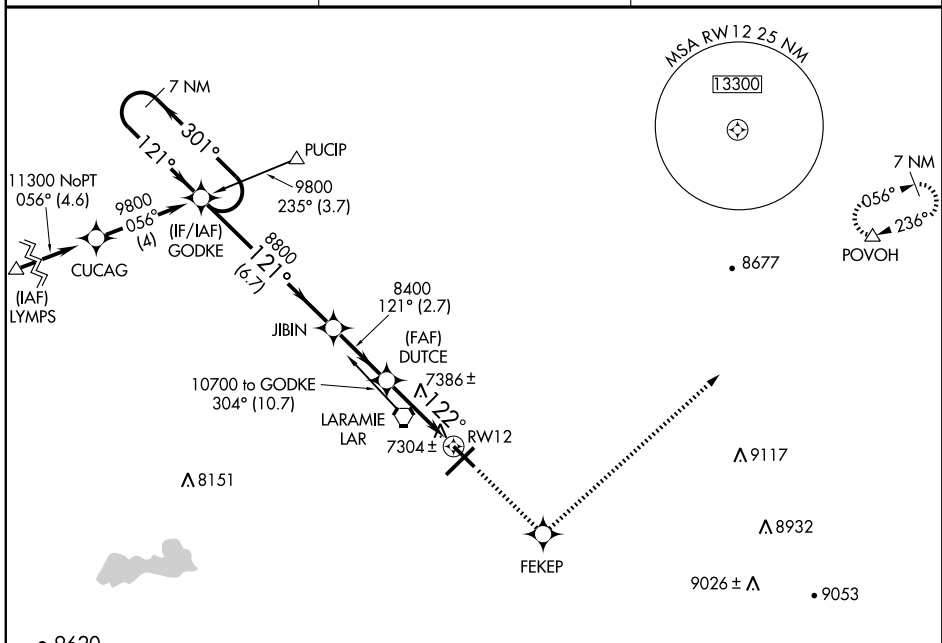 MSA RW12 25 NM
13300
7 NM
301°
121°
PUCIP
9800
235° (3.7)
11300 NoPT
056° (4.6)
9800
056°
(4)
(IF/IAF)
GODKE
CUCAG
(IAF)
LYMPS
7 NM
056°
236°
POVOH
8677
8800
121°
(6.7)
8400
121° (2.7)
JIBIN
(FAF)
DUTCE
10700 to GODKE
304° (10.7)
7386 ±
122°
LARAMIE
LAR
7304 ±
RW12
8151
9117
8932
FEKEP
9026 ±
9053
9620